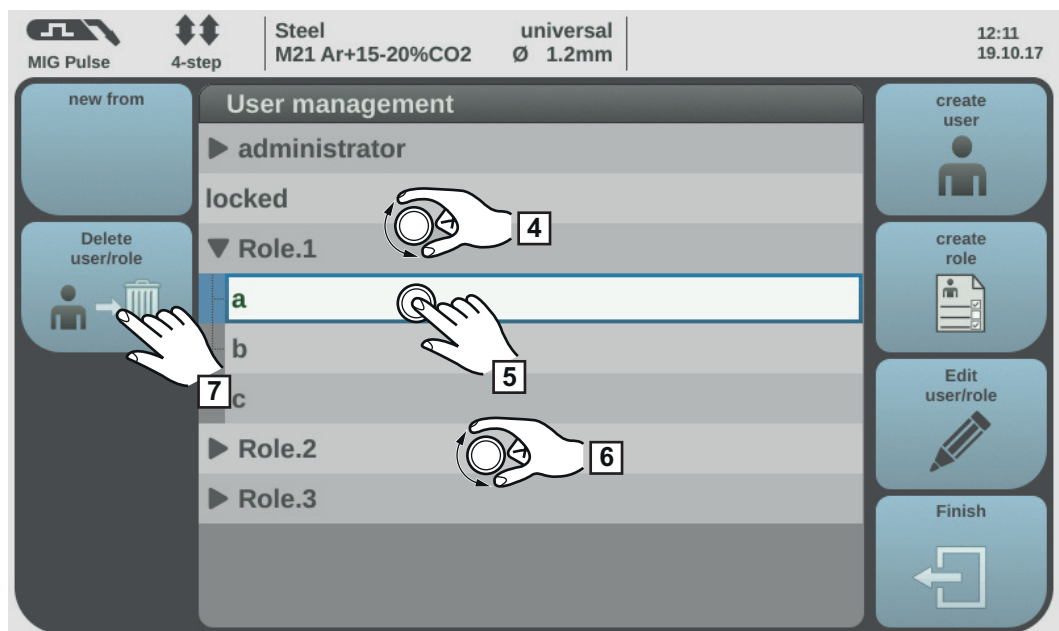 MIG Pulse
4-step
Steel universal
M21 Ar+15-20%CO2 Ø 1.2mm
12:11
19.10.17
new from
Delete
user/role
User management
administrator
locked
4
Role.1
a
5
b
7
c
Role.2
6
Role.3
create
user
create
role
Edit
user/role
Finish